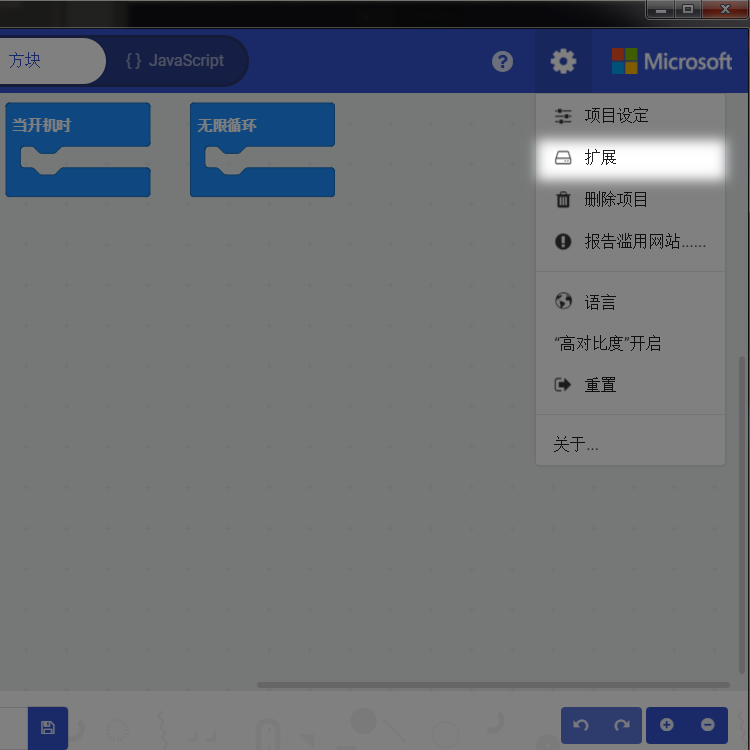 方块
{ } JavaScript
Microsoft
当开机时
无限循环
项目设定
扩展
删除项目
报告滥用网站......
语言
“高对比度”开启
重置
关于...